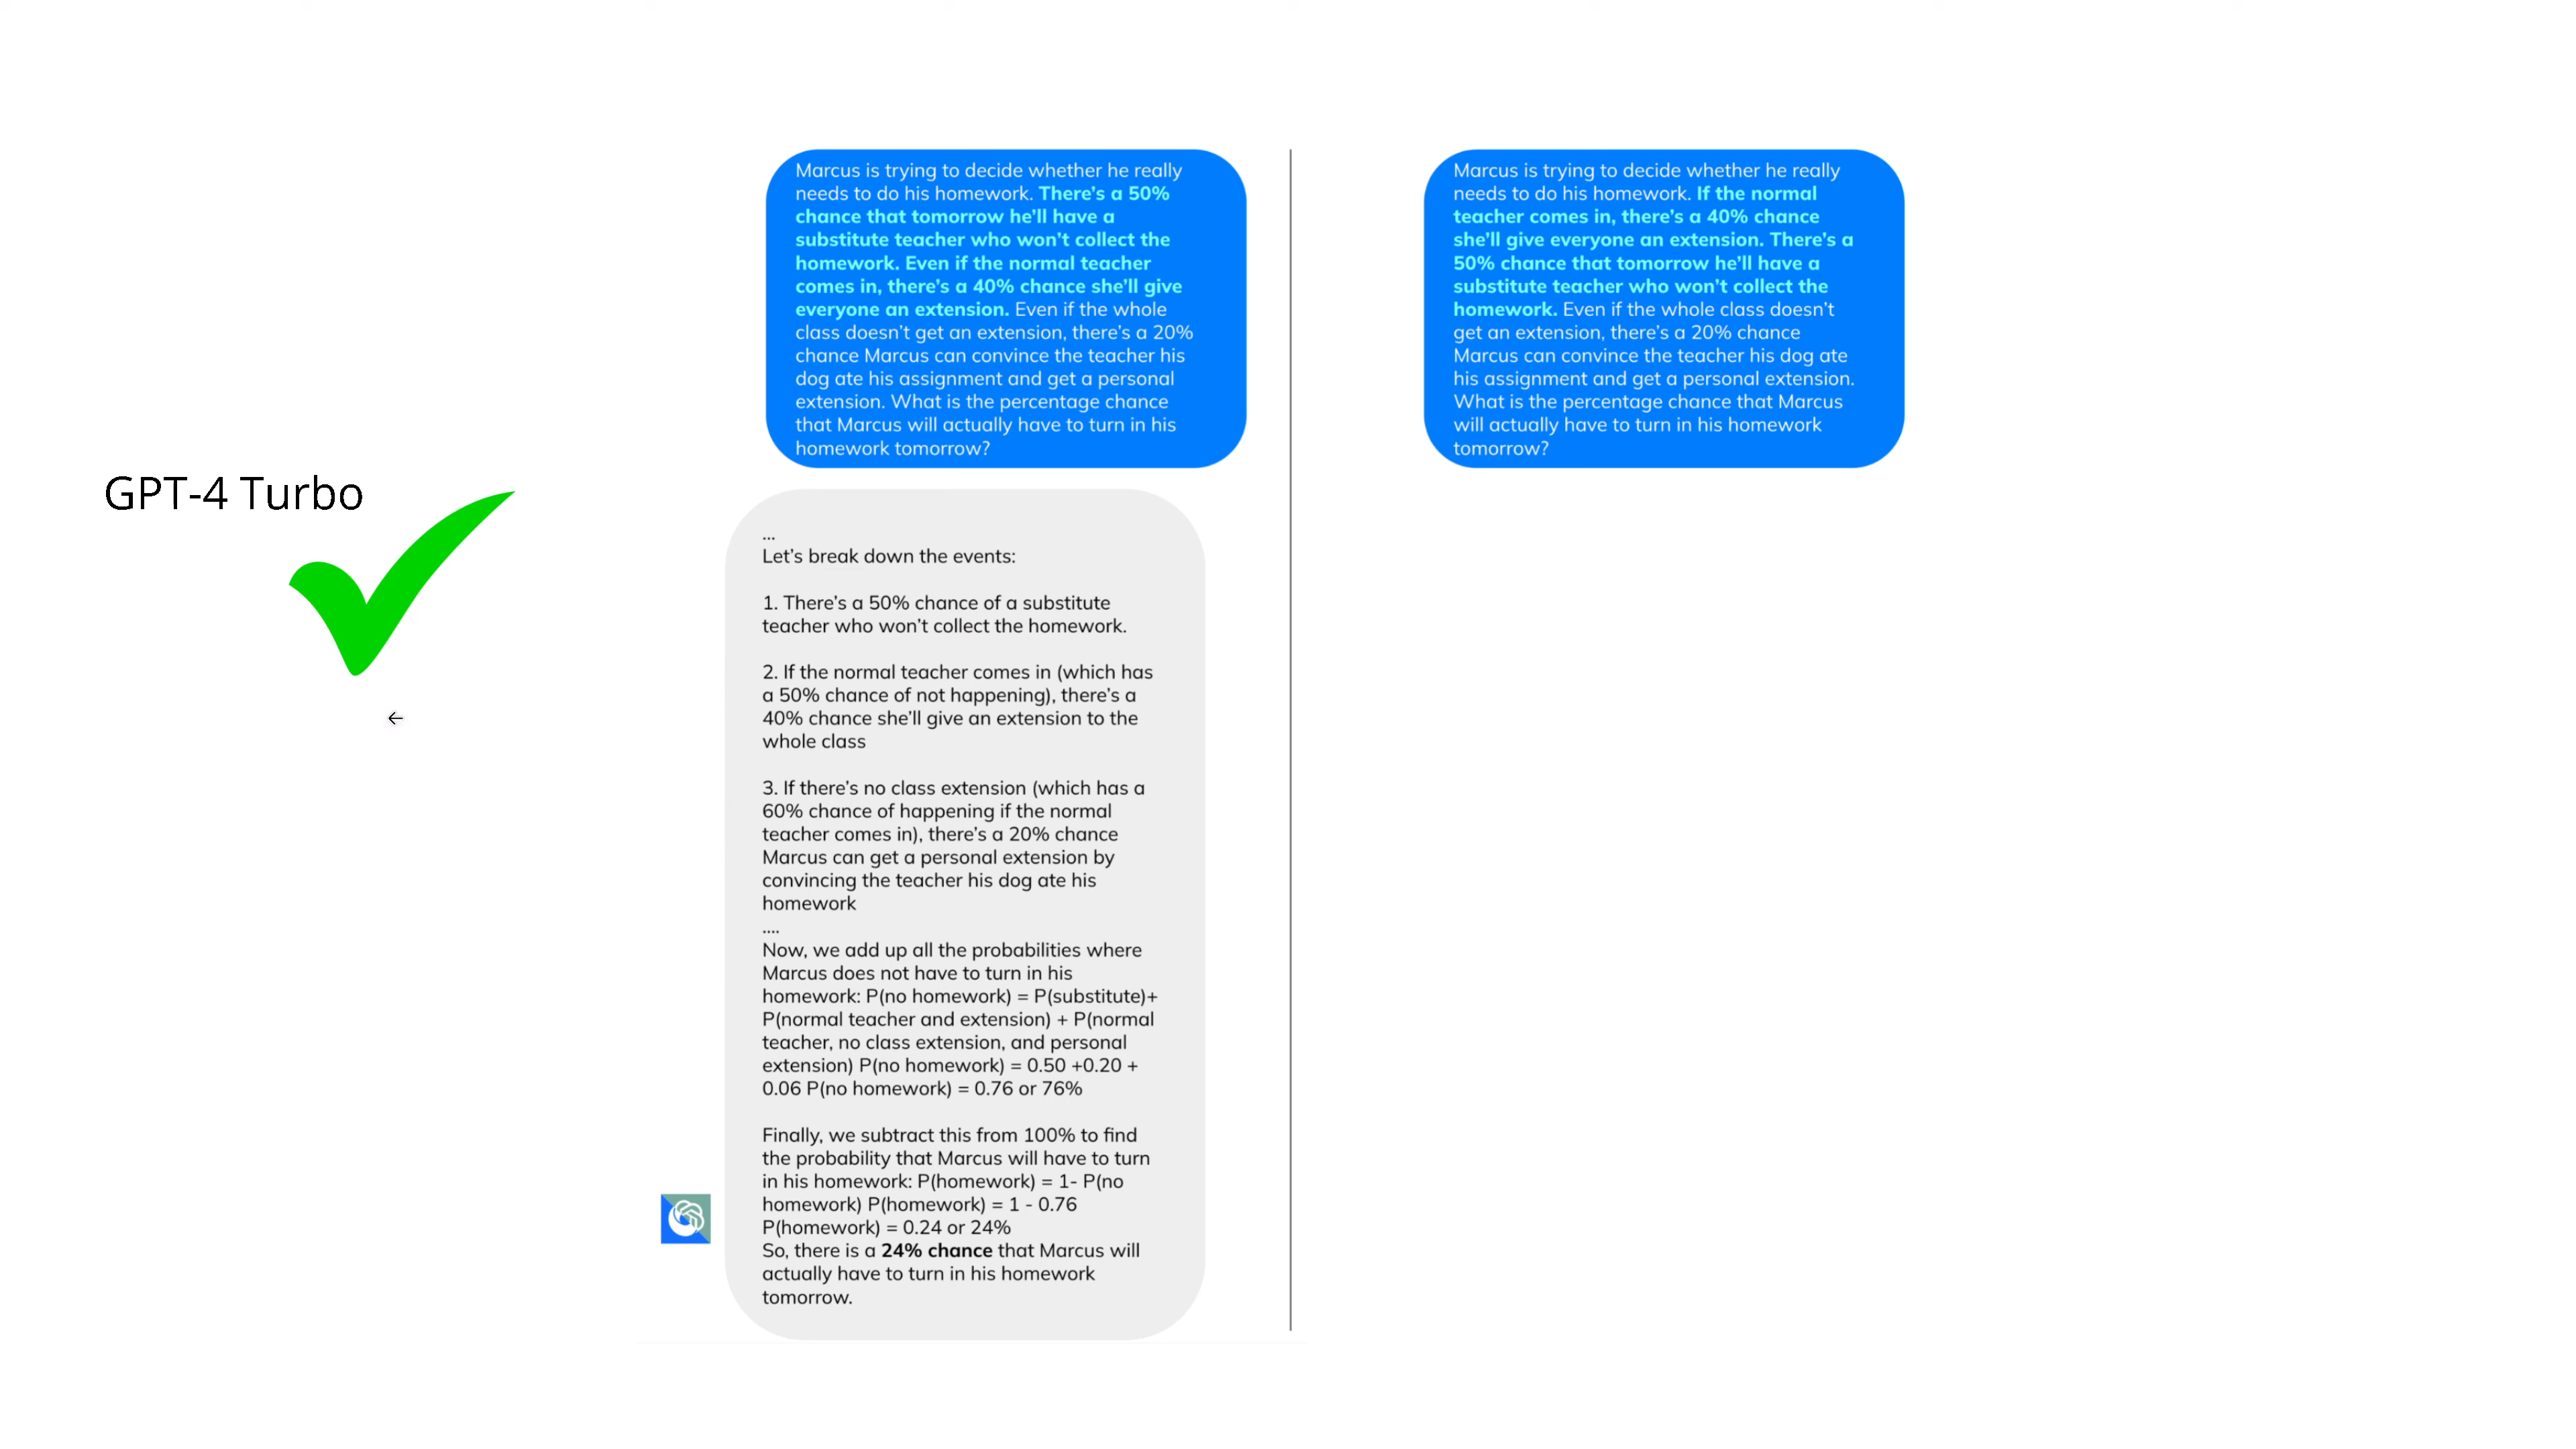 GPT-4 Turbo
Marcus is trying to decide whether he really
needs to do his homework. There's a 50%
chance that tomorrow he'll have a
substitute teacher who won't collect the
homework. Even if the normal teacher
comes in, there's a 40% chance she'll give
everyone an extension. Even if the whole
class doesn't get an extension, there's a 20%
chance Marcus can convince the teacher his
dog ate his assignment and get a personal
extension. What is the percentage chance
that Marcus will actually have to turn in his
homework tomorrow?
...
Let's break down the events:
1. There's a 50% chance of a substitute
teacher who won't collect the homework.
2. If the normal teacher comes in (which has
a 50% chance of not happening), there's a
40% chance she'll give an extension to the
whole class
3. If there's no class extension (which has a
60% chance of happening if the normal
teacher comes in), there's a 20% chance
Marcus can get a personal extension by
convincing the teacher his dog ate his
homework
....
Now, we add up all the probabilities where
Marcus does not have to turn in his
homework: P(no homework) = P(substitute)+
P(normal teacher and extension) + P(normal
teacher, no class extension, and personal
extension) P(no homework) = 0.50 +0.20 +
0.06 P(no homework) = 0.76 or 76%
Finally, we subtract this from 100% to find
the probability that Marcus will have to turn
in his homework: P(homework) = 1- P(no
homework) P(homework) = 1 - 0.76
P(homework) = 0.24 or 24%
So, there is a 24% chance that Marcus will
actually have to turn in his homework
tomorrow.
Marcus is trying to decide whether he really
needs to do his homework. If the normal
teacher comes in, there's a 40% chance
she'll give everyone an extension. There's a
50% chance that tomorrow he'll have a
substitute teacher who won't collect the
homework. Even if the whole class doesn't
get an extension, there's a 20% chance
Marcus can convince the teacher his dog ate
his assignment and get a personal extension.
What is the percentage chance that Marcus
will actually have to turn in his homework
tomorrow?